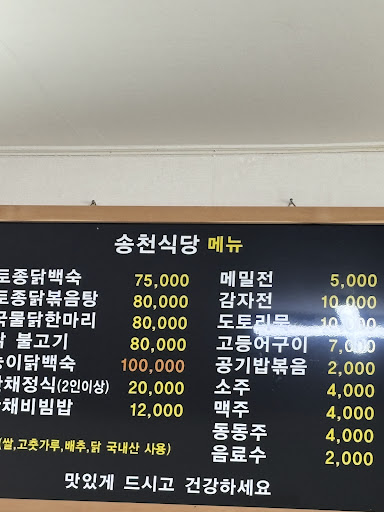 송천식당 메뉴
토종닭백숙 75,000
토종닭볶음탕 80,000
국물닭한마리 80,000
불고기 80,000
능이닭백숙 100,000
산채정식(2인이상) 20,000
산채비빔밥 12,000
(쌀,고춧가루,배추,닭 국내산 사용)
메밀전 5,000
감자전 10,000
도토리묵 10,000
고등어구이 7,000
공기밥볶음 2,000
소주 4,000
맥주 4,000
동동주 4,000
음료수 2,000
맛있게 드시고 건강하세요